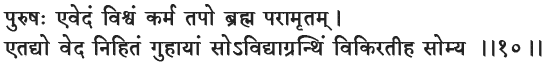 पुरुषः एवेदं विश्वं कर्म तपो ब्रह्म परामृतम् ।
एतद्यो वेद निहितं गुहायां सोऽविद्याग्रन्थिं विकिरतीह सोम्य ।।१०।।